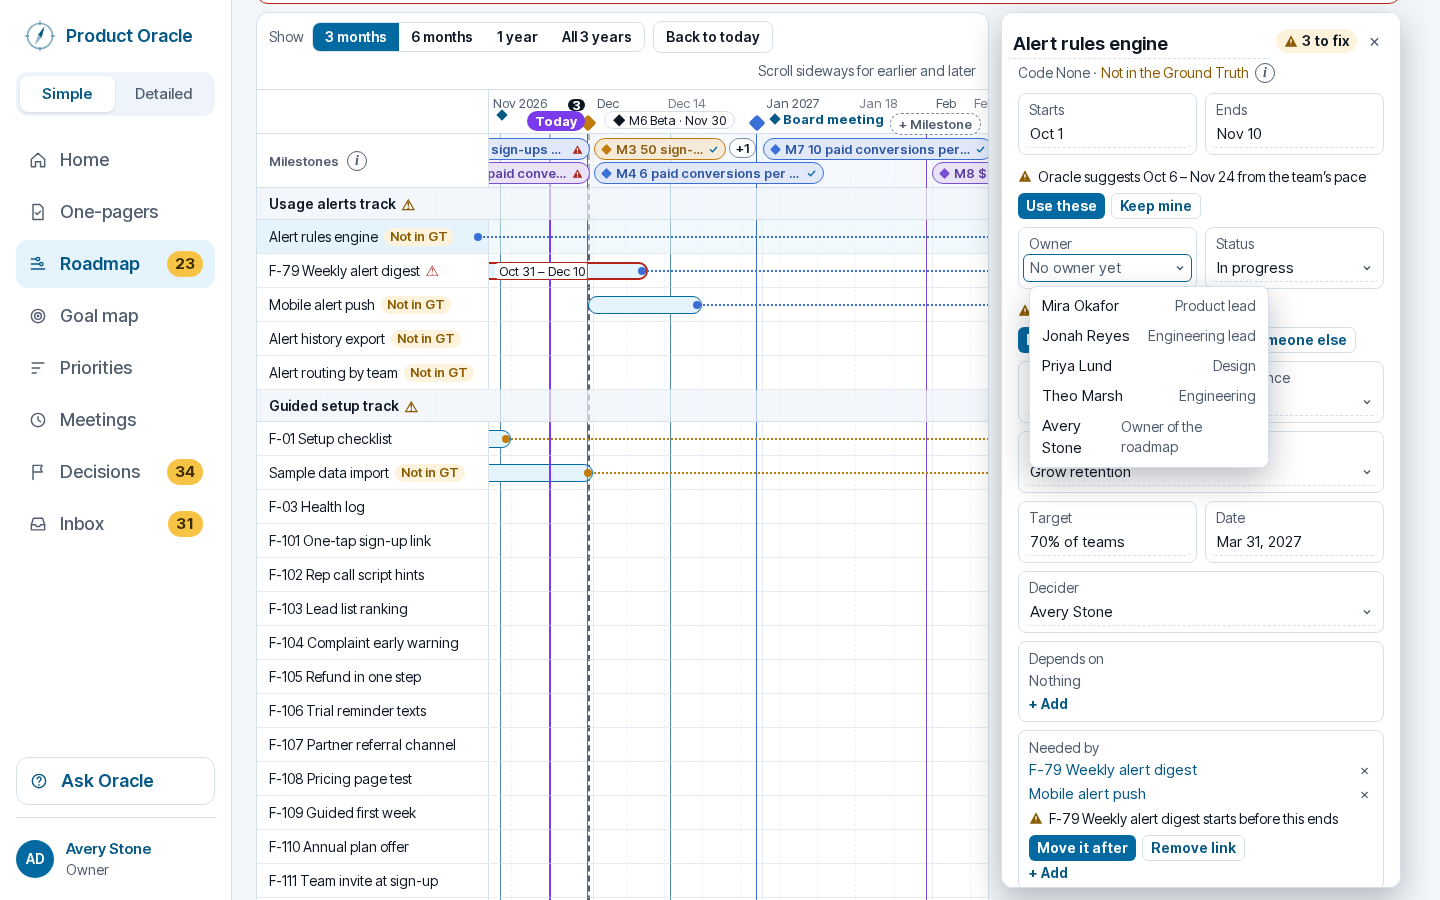 Product Oracle
Simple
Detailed
Home
One-pagers
Roadmap
23
Goal map
Priorities
Meetings
Decisions
34
Inbox
31
Ask Oracle
AD
Avery Stone
Owner
Show
3 months
6 months
1 year
All 3 years
Back to today
Scroll sideways for earlier and later
Nov 2026
3
Dec
Dec 14
Jan 2027
Jan 18
Feb
Today
M6 Beta · Nov 30
Board meeting
+ Milestone
Milestones
i
sign-ups ...
M3 50 sign-...
+1
M7 10 paid conversions per...
paid conve...
M4 6 paid conversions per ...
M8 $
Usage alerts track
Alert rules engine
Not in GT
F-79 Weekly alert digest
Oct 31 – Dec 10
Mobile alert push
Not in GT
Alert history export
Not in GT
Alert routing by team
Not in GT
Guided setup track
F-01 Setup checklist
Sample data import
Not in GT
F-03 Health log
F-101 One-tap sign-up link
F-102 Rep call script hints
F-103 Lead list ranking
F-104 Complaint early warning
F-105 Refund in one step
F-106 Trial reminder texts
F-107 Partner referral channel
F-108 Pricing page test
F-109 Guided first week
F-110 Annual plan offer
F-111 Team invite at sign-up
Alert rules engine
3 to fix
×
Code None · Not in the Ground Truth
i
Starts
Oct 1
Ends
Nov 10
Oracle suggests Oct 6 – Nov 24 from the team's pace
Use these
Keep mine
Owner
No owner yet
Status
In progress
Mira Okafor
Product lead
Jonah Reyes
Engineering lead
Priya Lund
Design
Theo Marsh
Engineering
Avery Stone
Owner of the roadmap
meone else
nce
Grow retention
Target
70% of teams
Date
Mar 31, 2027
Decider
Avery Stone
Depends on
Nothing
+ Add
Needed by
F-79 Weekly alert digest
×
Mobile alert push
×
F-79 Weekly alert digest starts before this ends
Move it after
Remove link
+ Add